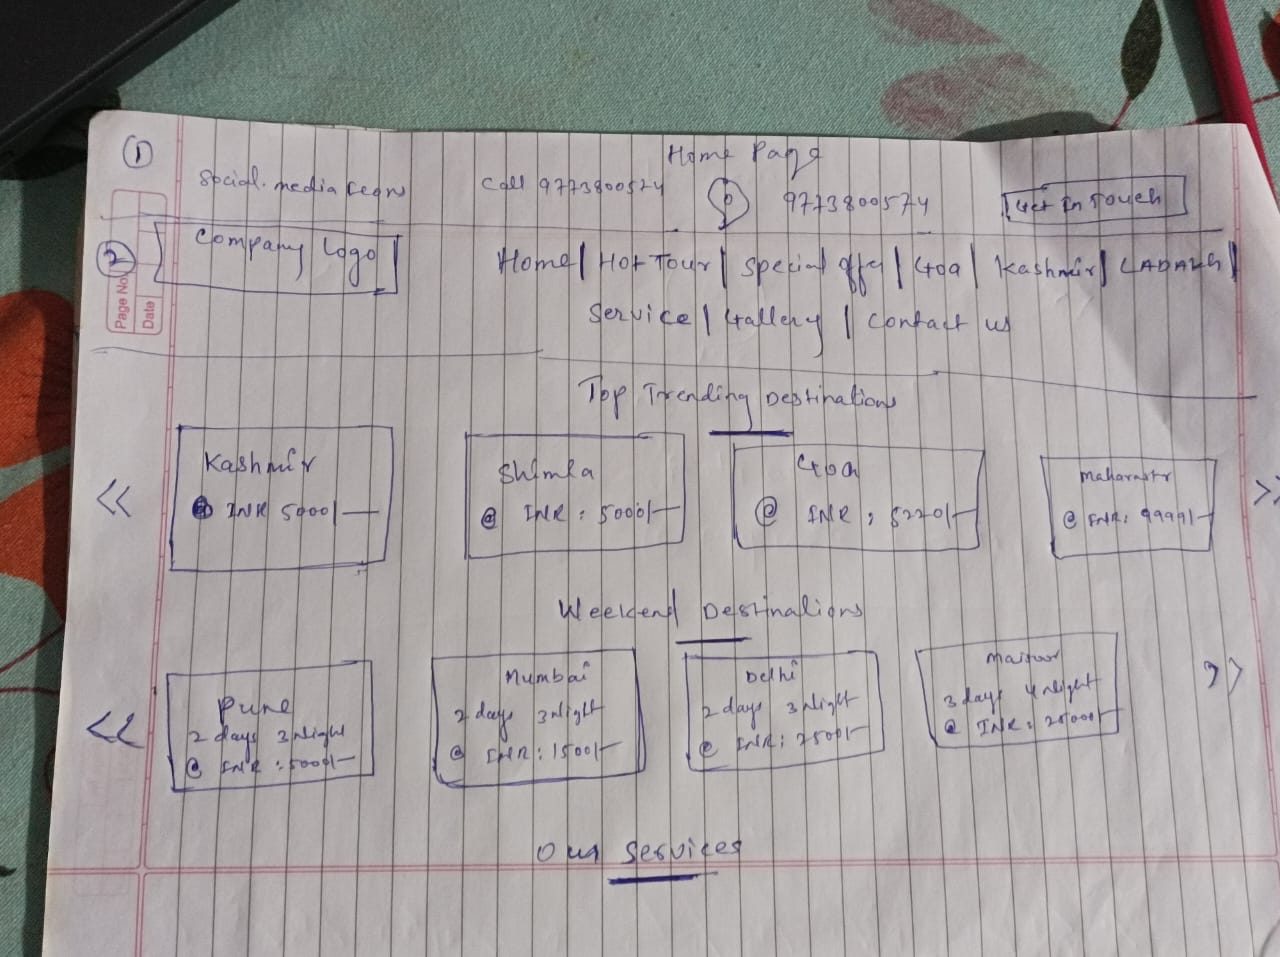 Home Page
①
Social media icons
Call 9773800574
9773800574
Get In Touch
②
Company Logo
Home | Hot Tour | Special offer | Goa | Kashmir | LADAKH |
Service | Gallery | Contact us
Page No
Date
Top Trending Destinations
<<
Kashmir
@ INR 5000/-
Shimla
@ INR : 5000/-
Goa
@ INR : 5220/-
Maharastr
@ INR: 9999/-
>>
Weekend Destinations
<<
Pune
2 days 3 Night
@ INR : 5000/-
Mumbai
2 days 3 Night
@ INR : 1500/-
Delhi
2 days 3 Night
@ INR: 2500/-
3 days 4 night
@ INR: 25000/-
>>
Our Services